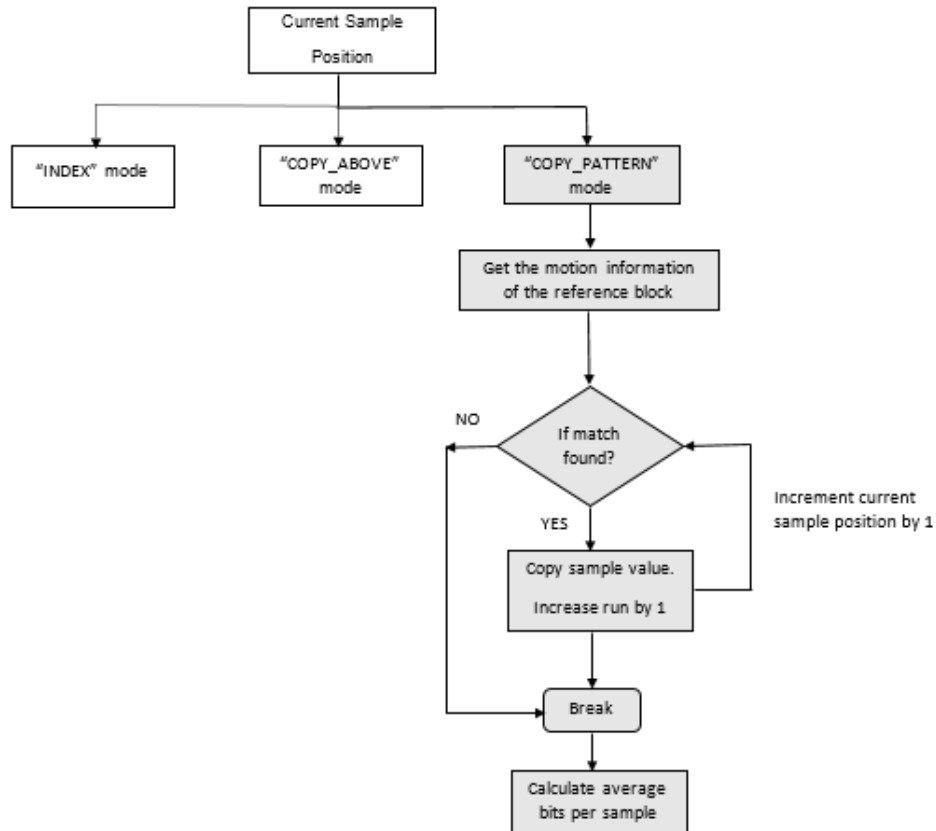 Current Sample
Position
“INDEX” mode
“COPY_ABOVE”
mode
“COPY_PATTERN”
mode
Get the motion information
of the reference block
NO
If match
found?
YES
Increment current
sample position by 1
Copy sample value.
Increase run by 1
Break
Calculate average
bits per sample